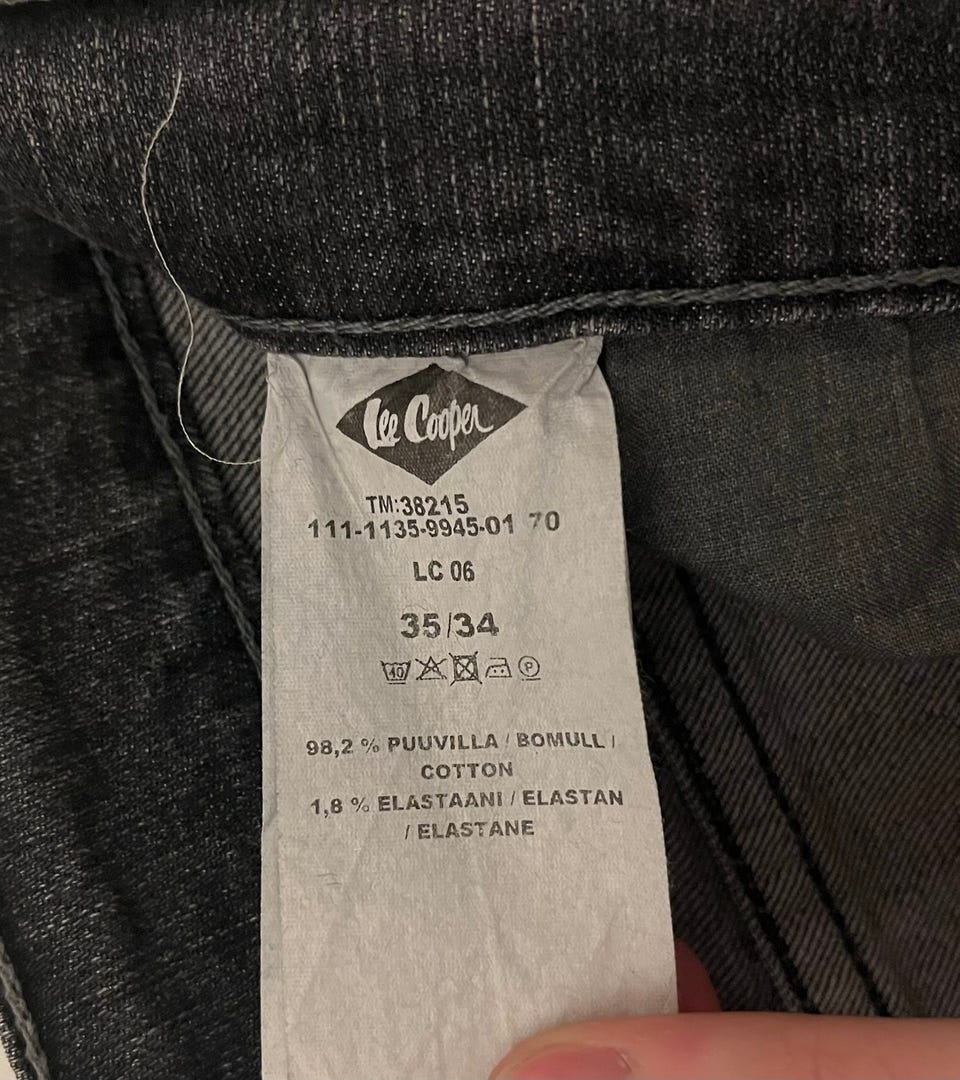 Lee Cooper
TM:38215
111-1135-9945-01 70
LC 06
35/34
40 P
98,2 % PUUVILLA / BOMULL /
COTTON
1,8 % ELASTAANI / ELASTAN
/ ELASTANE